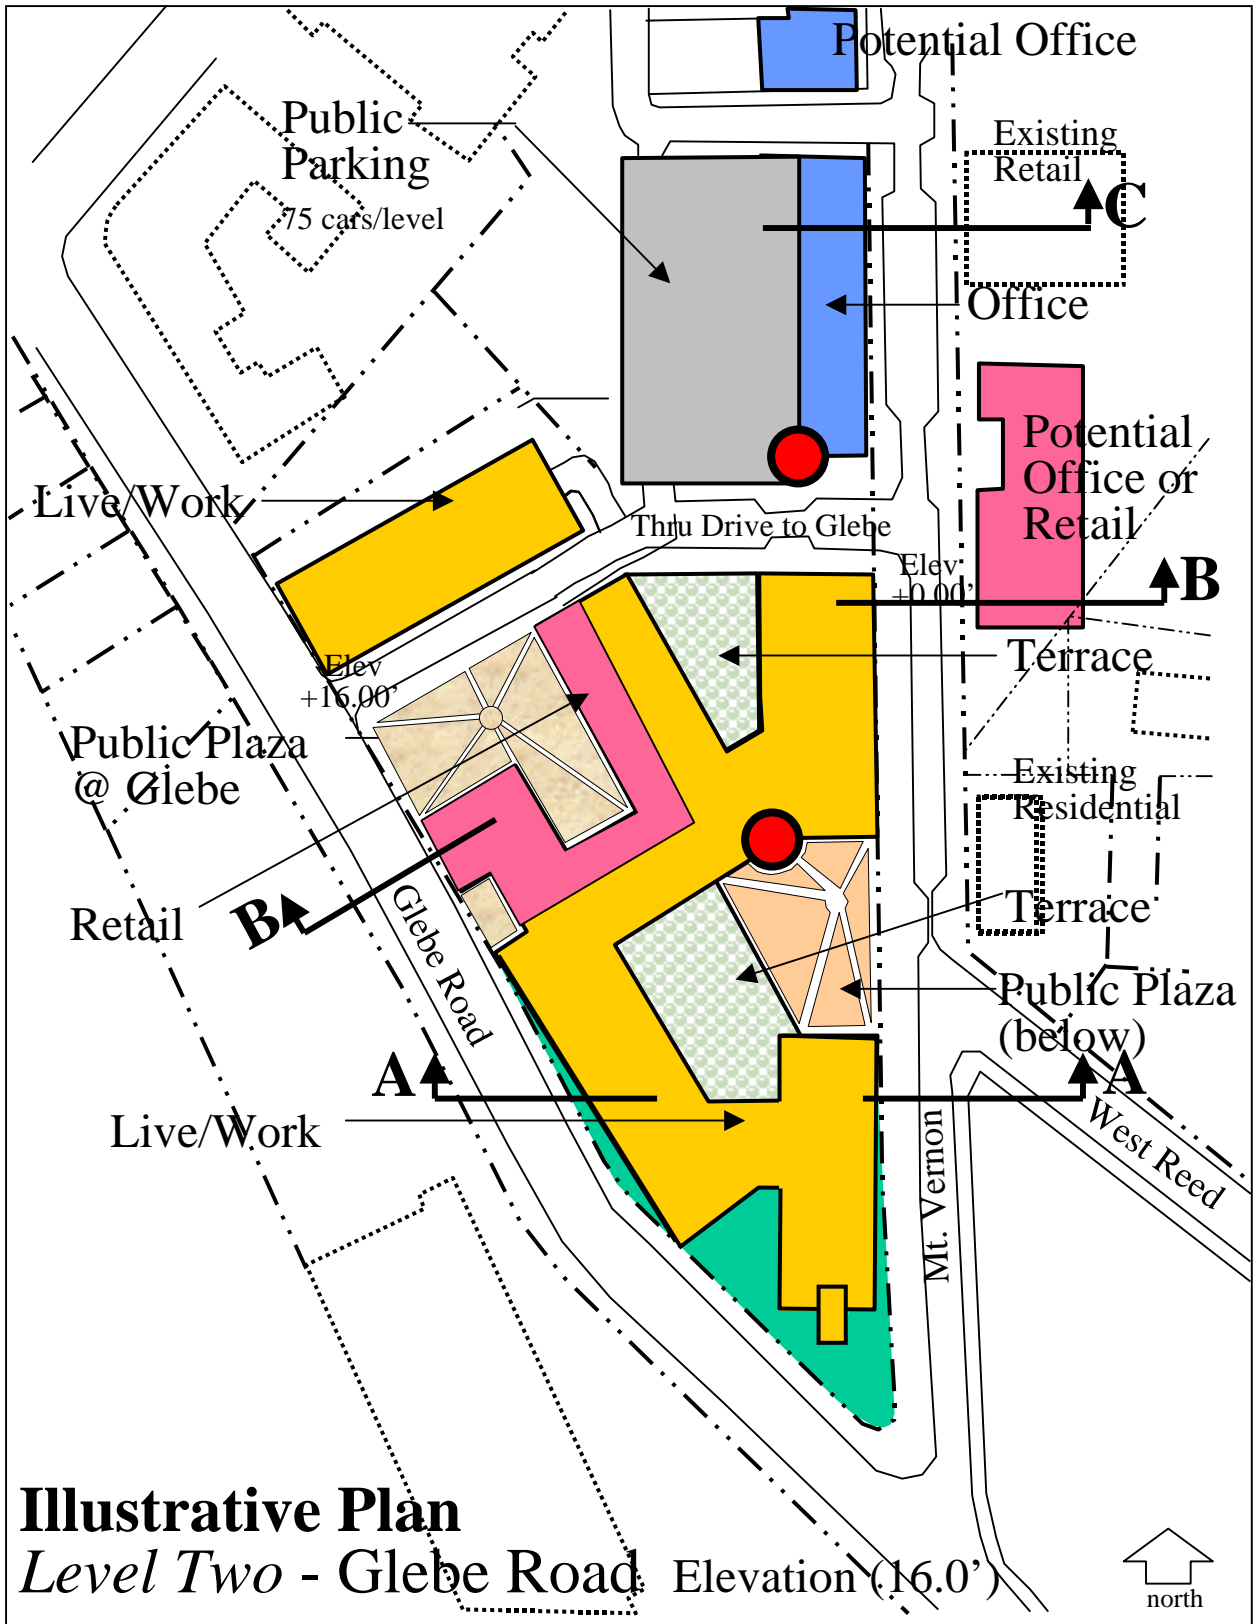 Potential Office
Public
Parking
75 cars/level
Existing
Retail
C
Office
Potential
Office or
Retail
Live/Work
Thru Drive to Glebe
Elev
+0.00'
B
Terrace
Elev
+16.00’
Public Plaza
@ Glebe
Existing
Residential
Retail
B
Glebe Road
Terrace
Public Plaza
(below)
A
A
Live/Work
Mt. Vernon
West Reed
Illustrative Plan
Level Two - Glebe Road Elevation (16.0’)
north